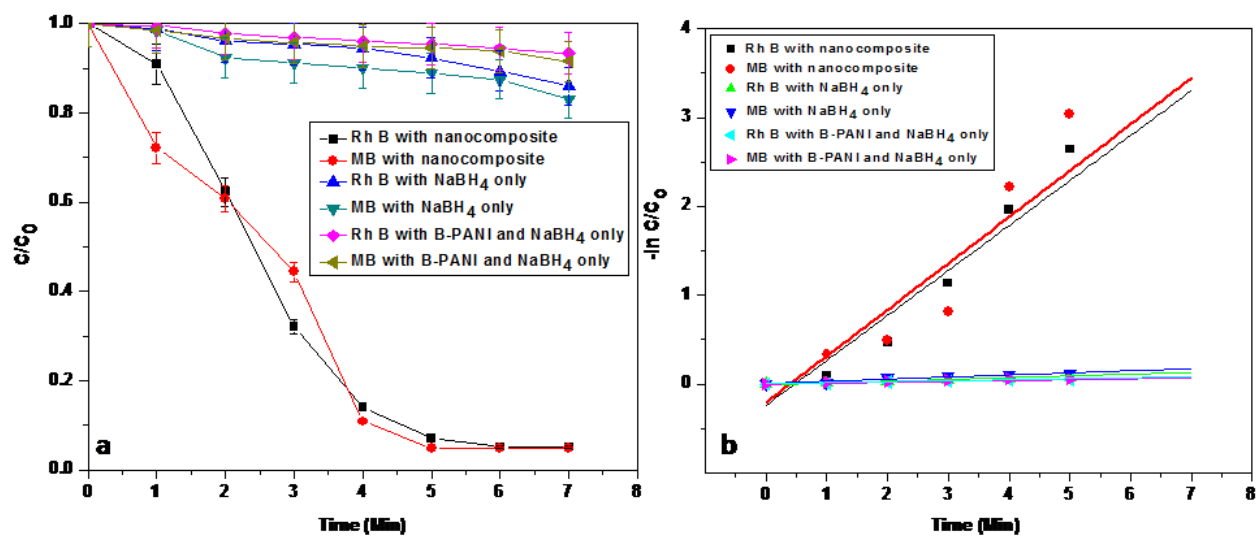 1.0
0.8
0.6
0.4
0.2
0.0
C/C0
0 1 2 3 4 5 6 7 8
Time (Min)
Rh B with nanocomposite
MB with nanocomposite
Rh B with NaBH4 only
MB with NaBH4 only
Rh B with B-PANI and NaBH4 only
MB with B-PANI and NaBH4 only
a
-4
3
2
1
0
-ln C/C0
0 1 2 3 4 5 6 7 8
Time (Min)
Rh B with nanocomposite
MB with nanocomposite
Rh B with NaBH4 only
MB with NaBH4 only
Rh B with B-PANI and NaBH4 only
MB with B-PANI and NaBH4 only
b